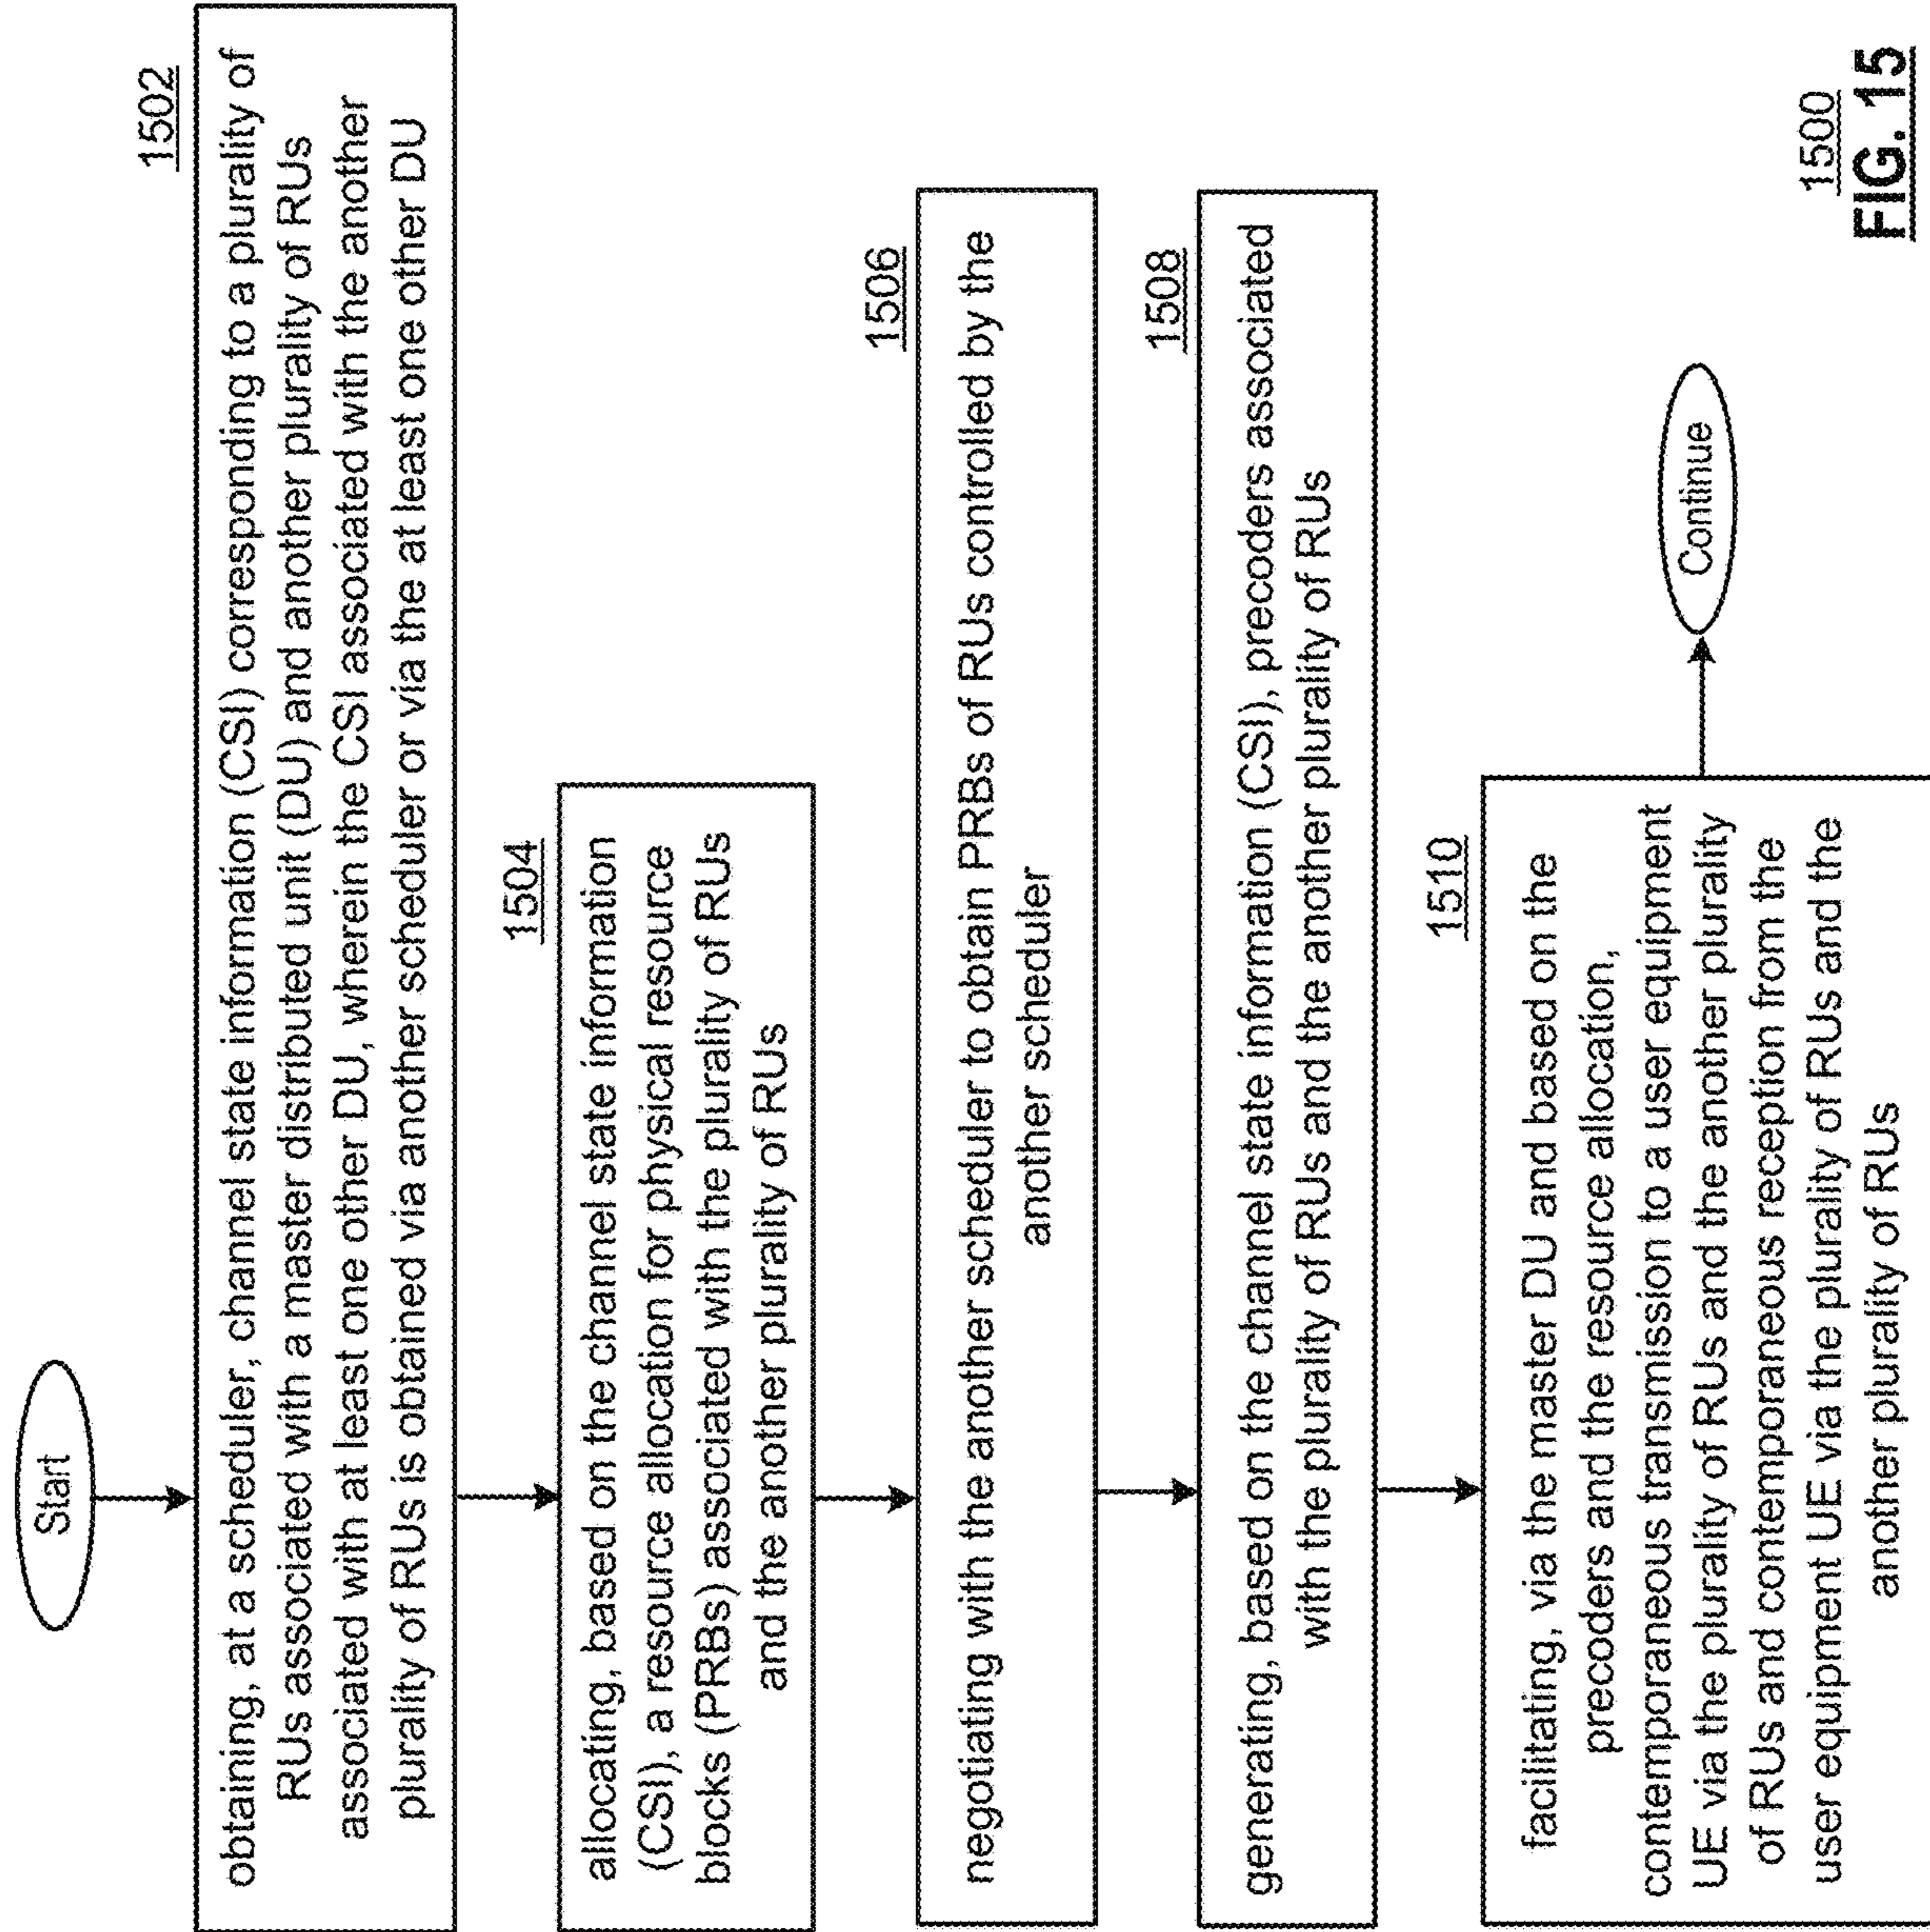 Start
1502
obtaining, at a scheduler, channel state information (CSI) corresponding to a plurality of
RUs associated with a master distributed unit (DU) and another plurality of RUs
associated with at least one other DU, wherein the CSI associated with the another
plurality of RUs is obtained via another scheduler or via the at least one other DU
1504
allocating, based on the channel state information
(CSI), a resource allocation for physical resource
blocks (PRBs) associated with the plurality of RUs
and the another plurality of RUs
1506
negotiating with the another scheduler to obtain PRBs of RUs controlled by the
another scheduler
1508
generating, based on the channel state information (CSI), precoders associated
with the plurality of RUs and the another plurality of RUs
1510
facilitating, via the master DU and based on the
precoders and the resource allocation,
contemporaneous transmission to a user equipment
UE via the plurality of RUs and the another plurality
of RUs and contemporaneous reception from the
user equipment UE via the plurality of RUs and the
another plurality of RUs
Continue
1500
FIG. 15